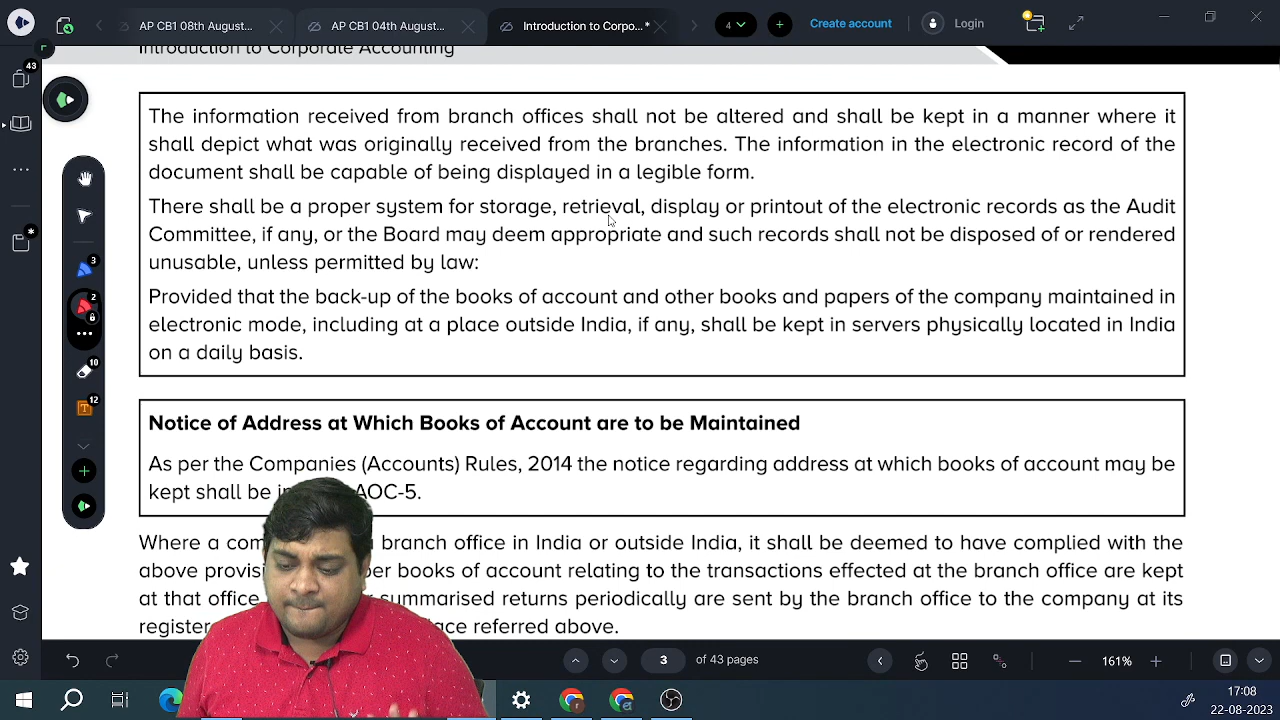 01 08th August...
AP CB1 04th August...
Introduction to Corpo...*
4
Create account
Login
Introduction to Corporate Accounting
43
The information received from branch offices shall not be altered and shall be kept in a manner where it
shall depict what was originally received from the branches. The information in the electronic record of the
document shall be capable of being displayed in a legible form.
There shall be a proper system for storage, retrieval, display or printout of the electronic records as the Audit
Committee, if any, or the Board may deem appropriate and such records shall not be disposed of or rendered
unusable, unless permitted by law:
Provided that the back-up of the books of account and other books and papers of the company maintained in
electronic mode, including at a place outside India, if any, shall be kept in servers physically located in India
on a daily basis.
3
2
10
12
T
Notice of Address at Which Books of Account are to be Maintained
As per the Companies (Accounts) Rules, 2014 the notice regarding address at which books of account may be
kept shall be AOC-5.
Where a branch office in India or outside India, it shall be deemed to have complied with the
above books of account relating to the transactions effected at the branch office are kept
at that office summarised returns periodically are sent by the branch office to the company at its
referred above.
3 of 43 pages
161%
17:08
22-08-2023